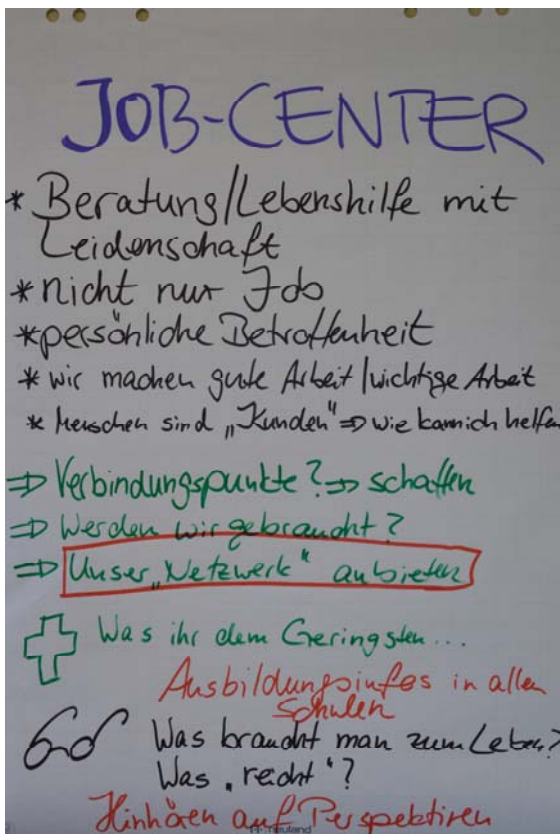 JOB-CENTER
* Beratung/Lebenshilfe mit
Leidenschaft
* nicht nur Job
* persönliche Betroffenheit
* wir machen gute Arbeit/wichtige Arbeit
* Menschen sind „Kunden" ⇒ wie kann ich helfen
⇒ Verbindungspunkte? ⇒ schaffen
⇒ Werden wir gebraucht?
⇒ Unser „Netzwerk" anbieten
Was ihr dem Geringsten...
Ausbildungsinfos in allen
Schulen
Was braucht man zum Leben?
Was „reicht"?
Hinhören auf Perspektiven
Neuland